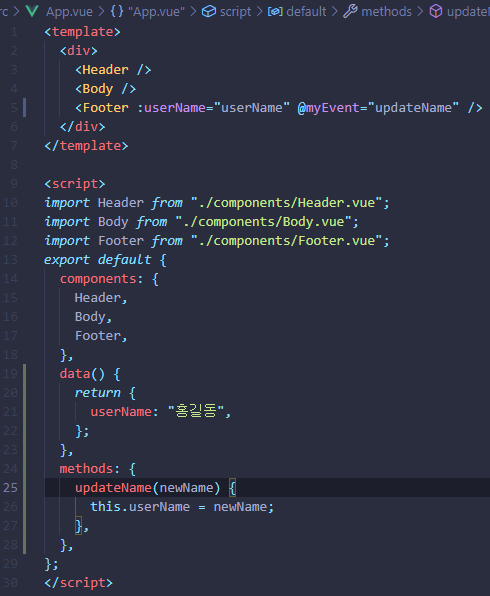 rc > App.vue > {} "App.vue" > script > default > methods > updateN
1 <template>
2   <div>
3     <Header />
4     <Body />
5     <Footer :userName="userName" @myEvent="updateName" />
6   </div>
7 </template>
8
9 <script>
10 import Header from "./components/Header.vue";
11 import Body from "./components/Body.vue";
12 import Footer from "./components/Footer.vue";
13 export default {
14   components: {
15     Header,
16     Body,
17     Footer,
18   },
19   data() {
20     return {
21       userName: "홍길동",
22     };
23   },
24   methods: {
25     updateName(newName) {
26       this.userName = newName;
27     },
28   },
29 };
30 </script>